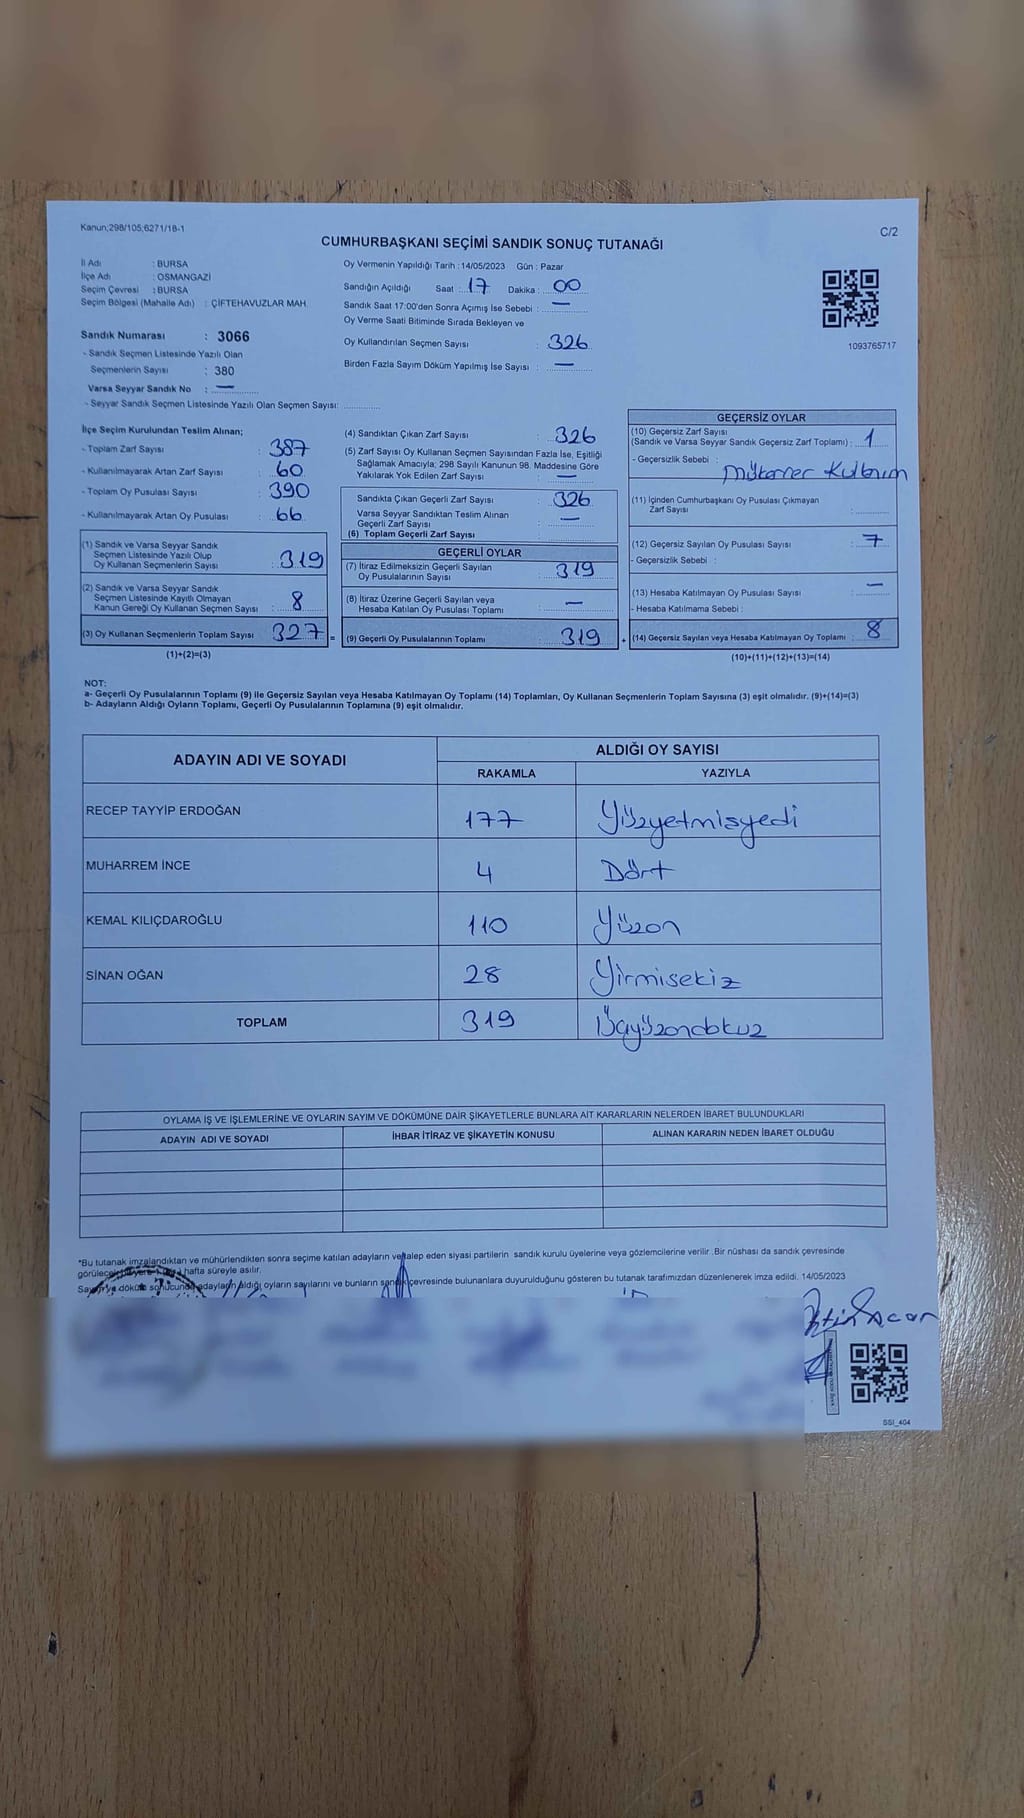 Kanun;298/105;6271/18-1
C/2
CUMHURBAŞKANI SEÇİMİ SANDIK SONUÇ TUTANAĞI
İl Adı : BURSA
İlçe Adı : OSMANGAZİ
Seçim Çevresi : BURSA
Seçim Bölgesi (Mahalle Adı) : ÇİFTEHAVUZLAR MAH.
Sandık Numarası : 3066
- Sandık Seçmen Listesinde Yazılı Olan
Seçmenlerin Sayısı : 380
Varsa Seyyar Sandık No : —
- Seyyar Sandık Seçmen Listesinde Yazılı Olan Seçmen Sayısı:
Oy Vermenin Yapıldığı Tarih : 14/05/2023 Gün : Pazar
Sandığın Açıldığı Saat : 17 Dakika : 00
Sandık Saat 17:00'den Sonra Açımış İse Sebebi : —
Oy Verme Saati Bitiminde Sırada Bekleyen ve
Oy Kullandırılan Seçmen Sayısı : 326
Birden Fazla Sayım Döküm Yapılmış İse Sayısı : —
1093765717
İlçe Seçim Kurulundan Teslim Alınan;
- Toplam Zarf Sayısı : 387
- Kullanılmayarak Artan Zarf Sayısı : 60
- Toplam Oy Pusulası Sayısı : 390
- Kullanılmayarak Artan Oy Pusulası : 66
(1) Sandık ve Varsa Seyyar Sandık
Seçmen Listesinde Yazılı Olup
Oy Kullanan Seçmenlerin Sayısı : 319
(2) Sandık ve Varsa Seyyar Sandık
Seçmen Listesinde Kayıtlı Olmayan
Kanun Gereği Oy Kullanan Seçmen Sayısı : 8
(3) Oy Kullanan Seçmenlerin Toplam Sayısı : 327 =
(1)+(2)=(3)
(4) Sandıktan Çıkan Zarf Sayısı : 326
(5) Zarf Sayısı Oy Kullanan Seçmen Sayısından Fazla İse, Eşitliği
Sağlamak Amacıyla; 298 Sayılı Kanunun 98. Maddesine Göre
Yakılarak Yok Edilen Zarf Sayısı : —
Sandıkta Çıkan Geçerli Zarf Sayısı : 326
Varsa Seyyar Sandıktan Teslim Alınan
Geçerli Zarf Sayısı : —
(6) Toplam Geçerli Zarf Sayısı :
GEÇERLİ OYLAR
(7) İtiraz Edilmeksizin Geçerli Sayılan
Oy Pusulalarının Sayısı : 319
(8) İtiraz Üzerine Geçerli Sayılan veya
Hesaba Katılan Oy Pusulası Toplamı : —
(9) Geçerli Oy Pusulalarının Toplamı : 319 +
GEÇERSİZ OYLAR
(10) Geçersiz Zarf Sayısı
(Sandık ve Varsa Seyyar Sandık Geçersiz Zarf Toplamı) : 1
- Geçersizlik Sebebi :
(11) İçinden Cumhurbaşkanı Oy Pusulası Çıkmayan
Zarf Sayısı :
(12) Geçersiz Sayılan Oy Pusulası Sayısı : 7
- Geçersizlik Sebebi :
(13) Hesaba Katılmayan Oy Pusulası Sayısı : —
- Hesaba Katılmama Sebebi :
(14) Geçersiz Sayılan veya Hesaba Katılmayan Oy Toplamı : 8
(10)+(11)+(12)+(13)=(14)
NOT:
a- Geçerli Oy Pusulalarının Toplamı (9) ile Geçersiz Sayılan veya Hesaba Katılmayan Oy Toplamı (14) Toplamları, Oy Kullanan Seçmenlerin Toplam Sayısına (3) eşit olmalıdır. (9)+(14)=(3)
b- Adayların Aldığı Oyların Toplamı, Geçerli Oy Pusulalarının Toplamına (9) eşit olmalıdır.
ADAYIN ADI VE SOYADI
ALDIĞI OY SAYISI
RAKAMLA YAZIYLA
RECEP TAYYİP ERDOĞAN 177 Yüzyetmişyedi
MUHARREM İNCE 4 Dört
KEMAL KILIÇDAROĞLU 110 Yüzon
SİNAN OĞAN 28 Yirmisekiz
TOPLAM 319 Üçyüzondokuz
OYLAMA İŞ VE İŞLEMLERİNE VE OYLARIN SAYIM VE DÖKÜMÜNE DAİR ŞİKAYETLERLE BUNLARA AİT KARARLARIN NELERDEN İBARET BULUNDUKLARI
ADAYIN ADI VE SOYADI İHBAR İTİRAZ VE ŞİKAYETİN KONUSU ALINAN KARARIN NEDEN İBARET OLDUĞU
*Bu tutanak imzalandıktan ve mühürlendikten sonra seçime katılan adayların ve talep eden siyasi partilerin sandık kurulu üyelerine veya gözlemcilerine verilir .Bir nüshası da sandık çevresinde
hafta süreyle asılır.
adayların aldığı oyların sayılarını ve bunların sandık çevresinde bulunanlara duyurulduğunu gösteren bu tutanak tarafımızdan düzenlenerek imza edildi. 14/05/2023
SSI_404